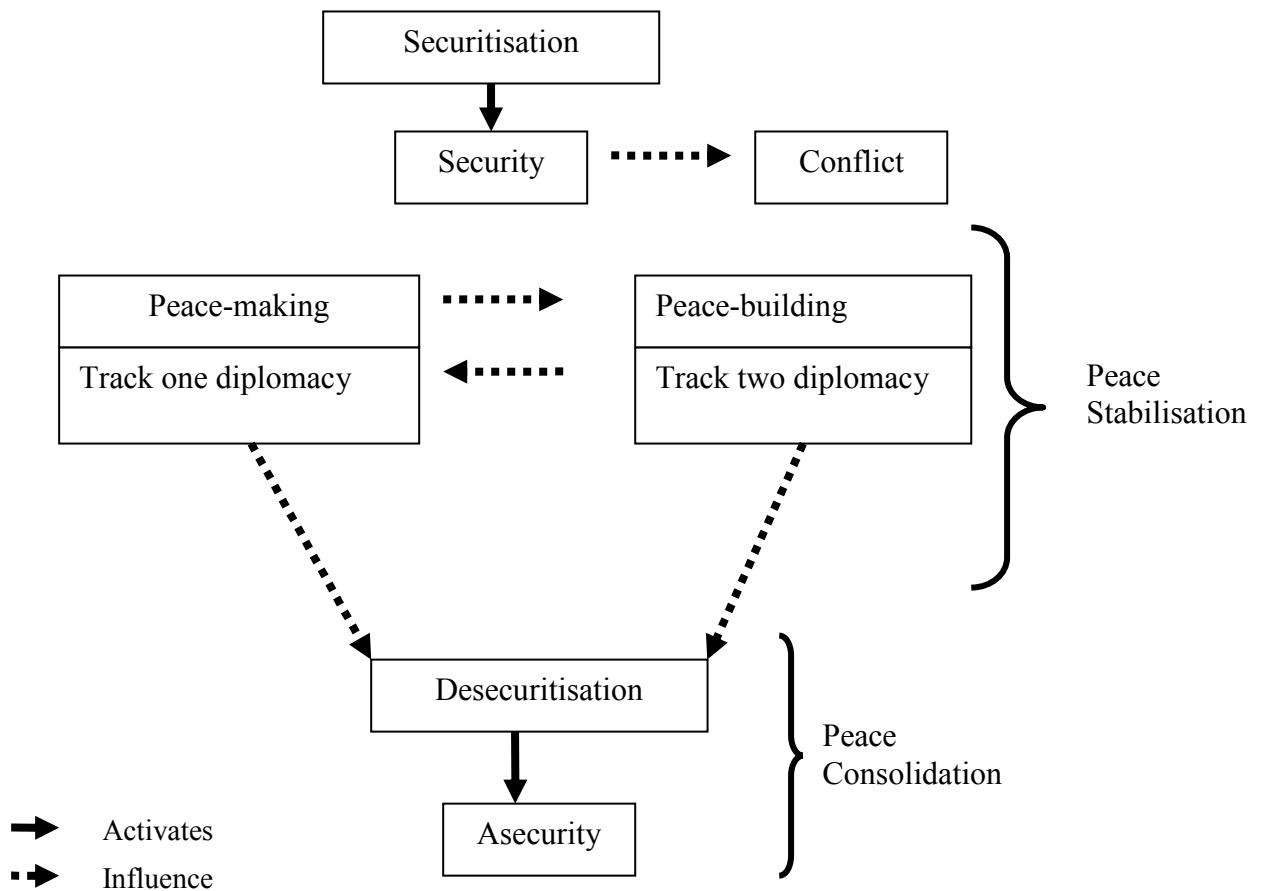 Securitisation
Security
Conflict
Peace-making
Peace-building
Track one diplomacy
Track two diplomacy
Peace
Stabilisation
Desecuritisation
Peace
Consolidation
Asecurity
Activates
Influence